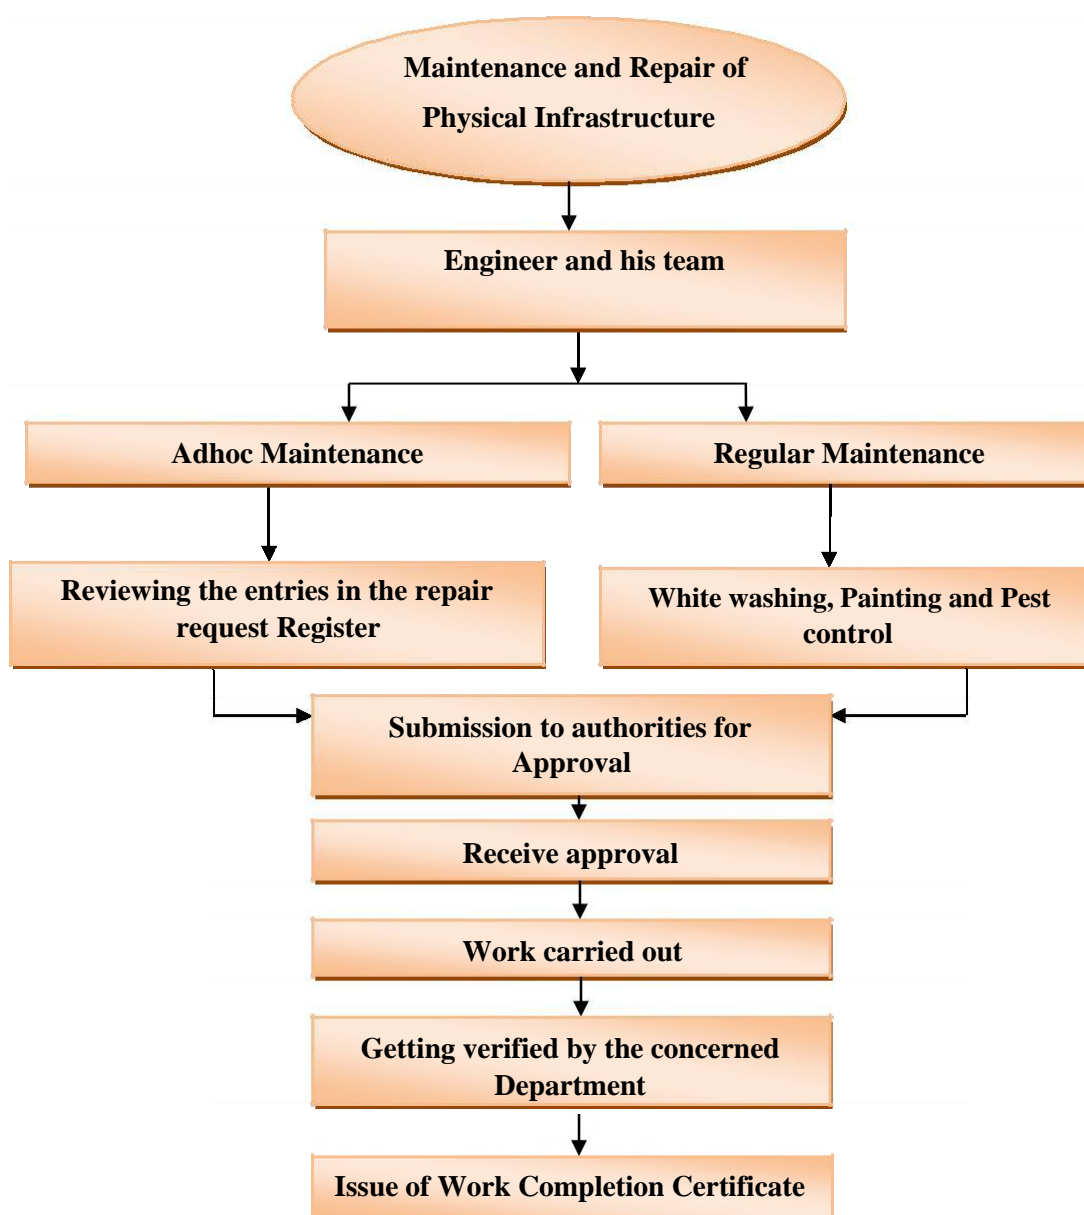 Maintenance and Repair of
Physical Infrastructure
Engineer and his team
Adhoc Maintenance
Regular Maintenance
Reviewing the entries in the repair
request Register
White washing, Painting and Pest
control
Submission to authorities for
Approval
Receive approval
Work carried out
Getting verified by the concerned
Department
Issue of Work Completion Certificate